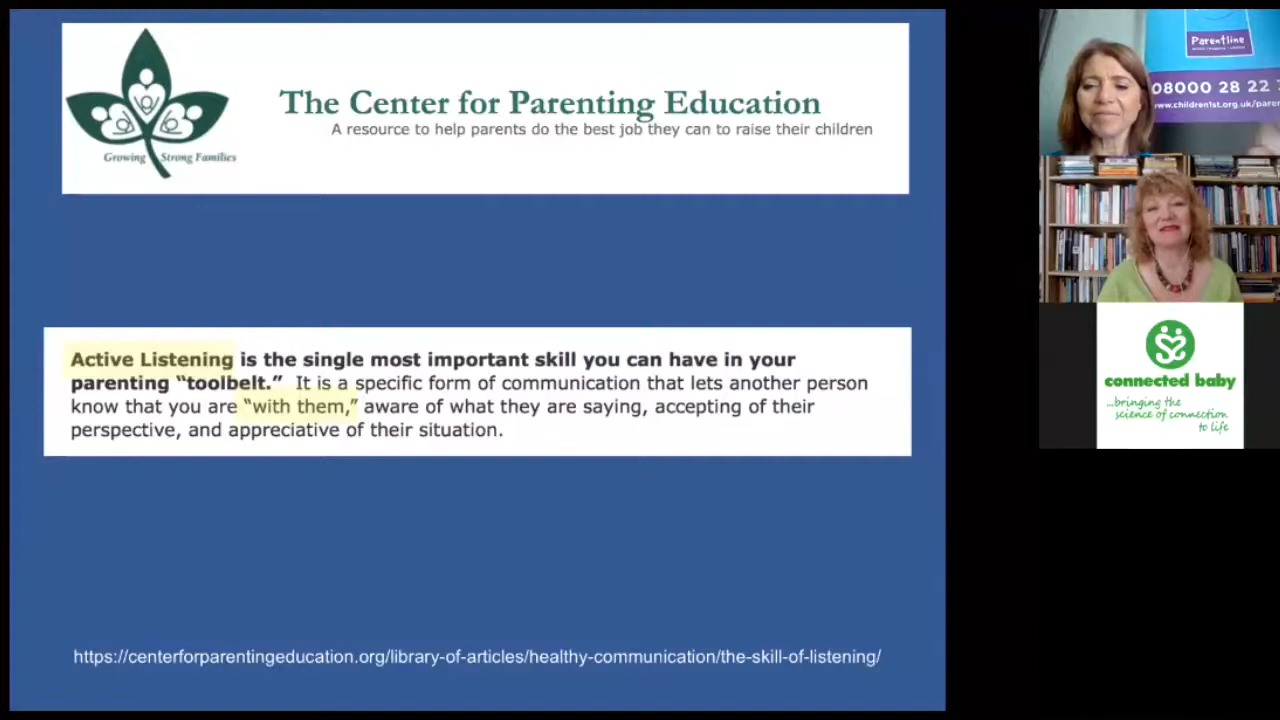 Growing Strong Families
The Center for Parenting Education
A resource to help parents do the best job they can to raise their children
Active Listening is the single most important skill you can have in your
parenting “toolbelt.” It is a specific form of communication that lets another person
know that you are “with them,” aware of what they are saying, accepting of their
perspective, and appreciative of their situation.
https://centerforparentingeducation.org/library-of-articles/healthy-communication/the-skill-of-listening/
Parentline
08000 28 22
www.children1st.org.uk/paren
connected baby
...bringing the
science of connection
to life